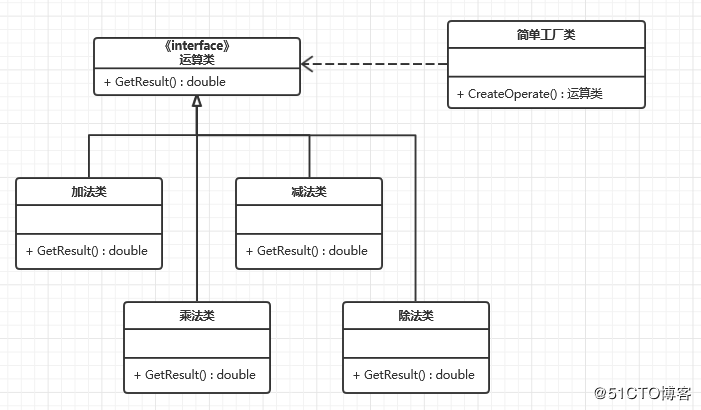 《interface》
运算类
+ GetResult() : double
简单工厂类
+ CreateOperate() : 运算类
加法类
+ GetResult() : double
减法类
+ GetResult() : double
乘法类
+ GetResult() : double
除法类
+ GetResult() : double
@51CTO博客